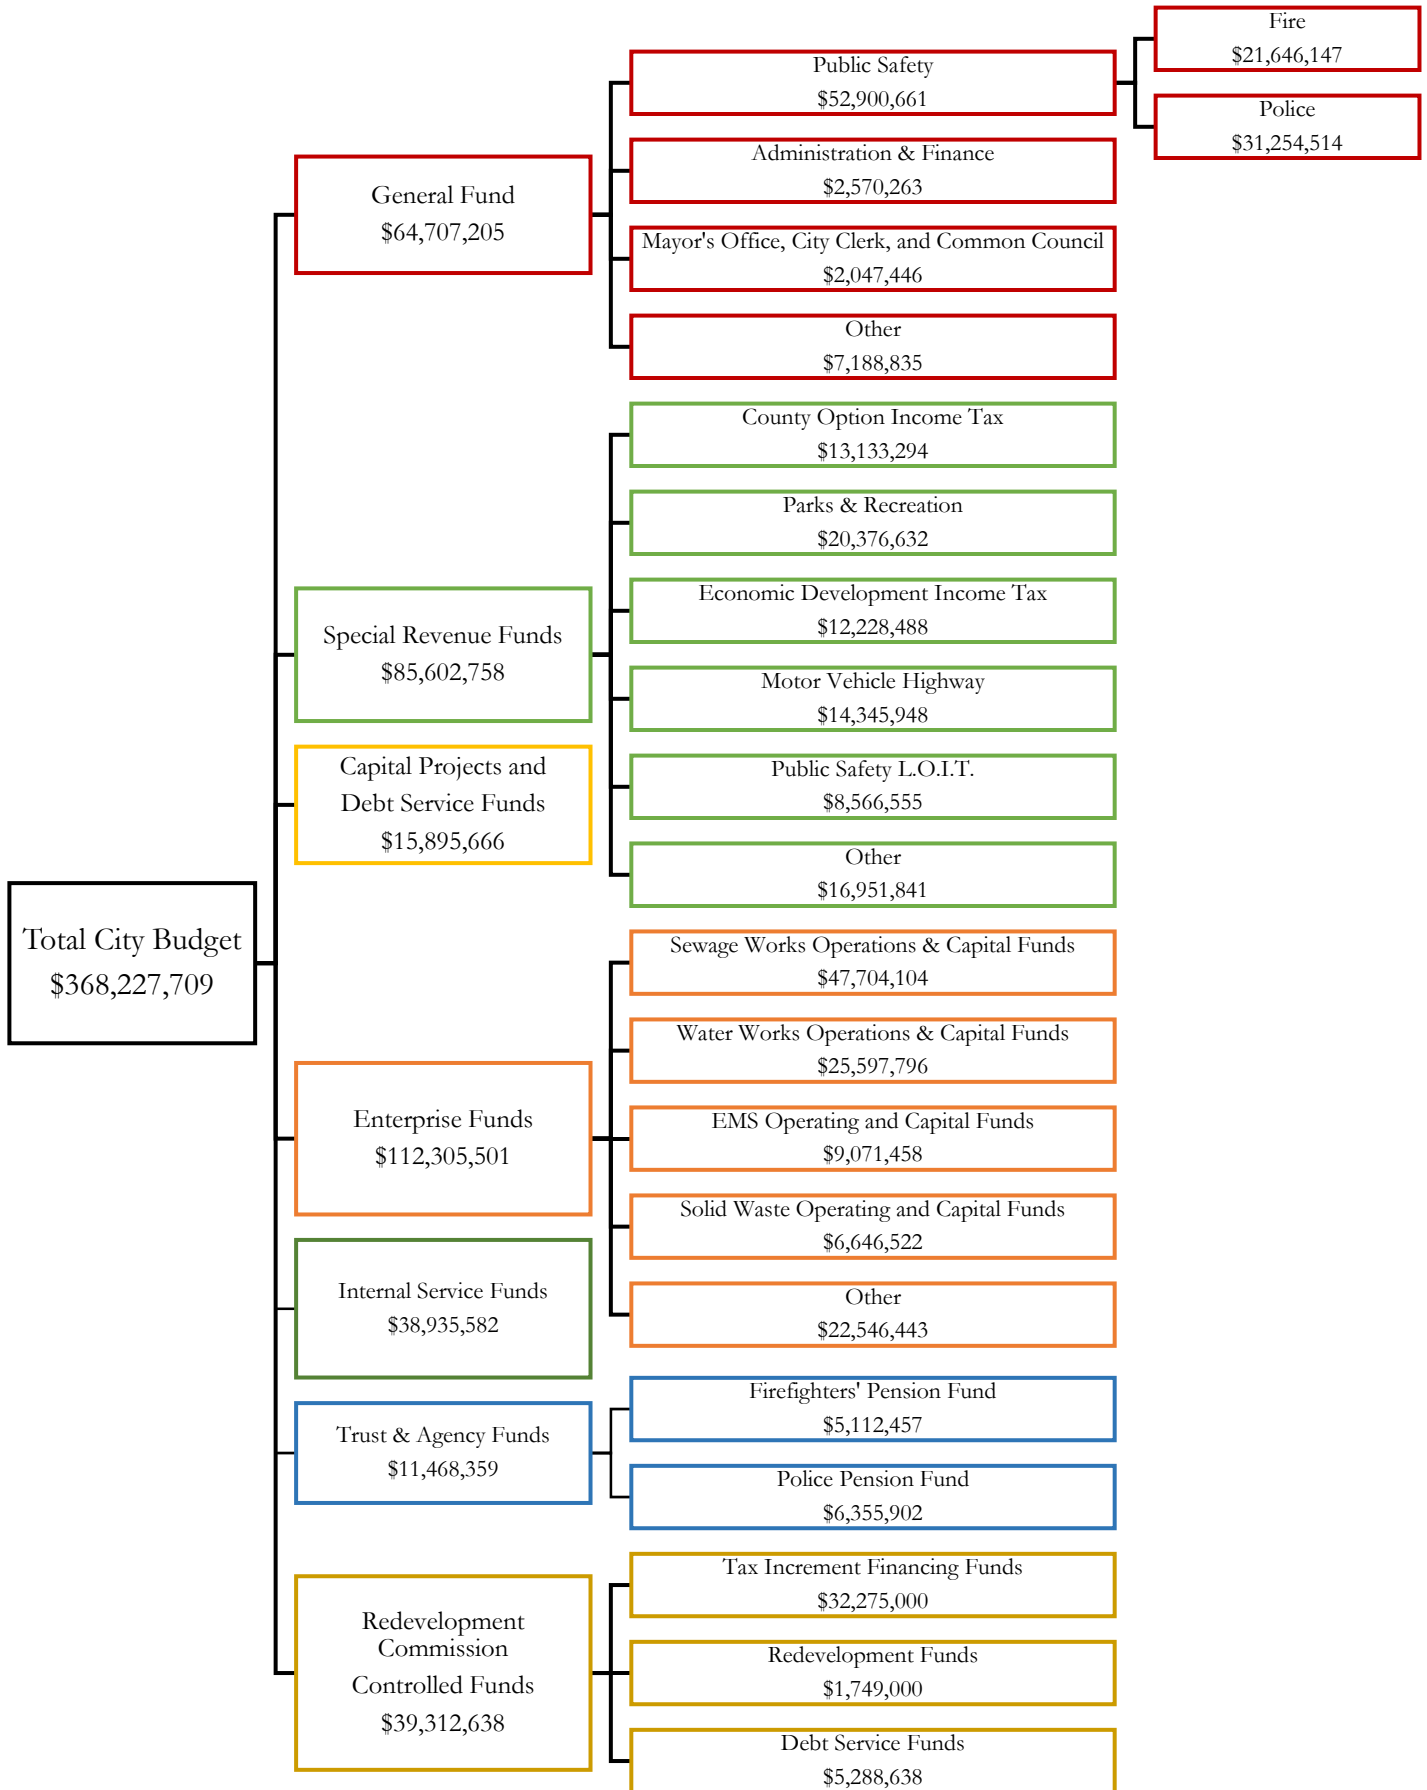 Total City Budget
$368,227,709
General Fund
$64,707,205
Public Safety
$52,900,661
Fire
$21,646,147
Police
$31,254,514
Administration & Finance
$2,570,263
Mayor's Office, City Clerk, and Common Council
$2,047,446
Other
$7,188,835
Special Revenue Funds
$85,602,758
County Option Income Tax
$13,133,294
Parks & Recreation
$20,376,632
Economic Development Income Tax
$12,228,488
Motor Vehicle Highway
$14,345,948
Public Safety L.O.I.T.
$8,566,555
Other
$16,951,841
Capital Projects and
Debt Service Funds
$15,895,666
Enterprise Funds
$112,305,501
Sewage Works Operations & Capital Funds
$47,704,104
Water Works Operations & Capital Funds
$25,597,796
EMS Operating and Capital Funds
$9,071,458
Solid Waste Operating and Capital Funds
$6,646,522
Other
$22,546,443
Internal Service Funds
$38,935,582
Trust & Agency Funds
$11,468,359
Firefighters' Pension Fund
$5,112,457
Police Pension Fund
$6,355,902
Redevelopment
Commission
Controlled Funds
$39,312,638
Tax Increment Financing Funds
$32,275,000
Redevelopment Funds
$1,749,000
Debt Service Funds
$5,288,638